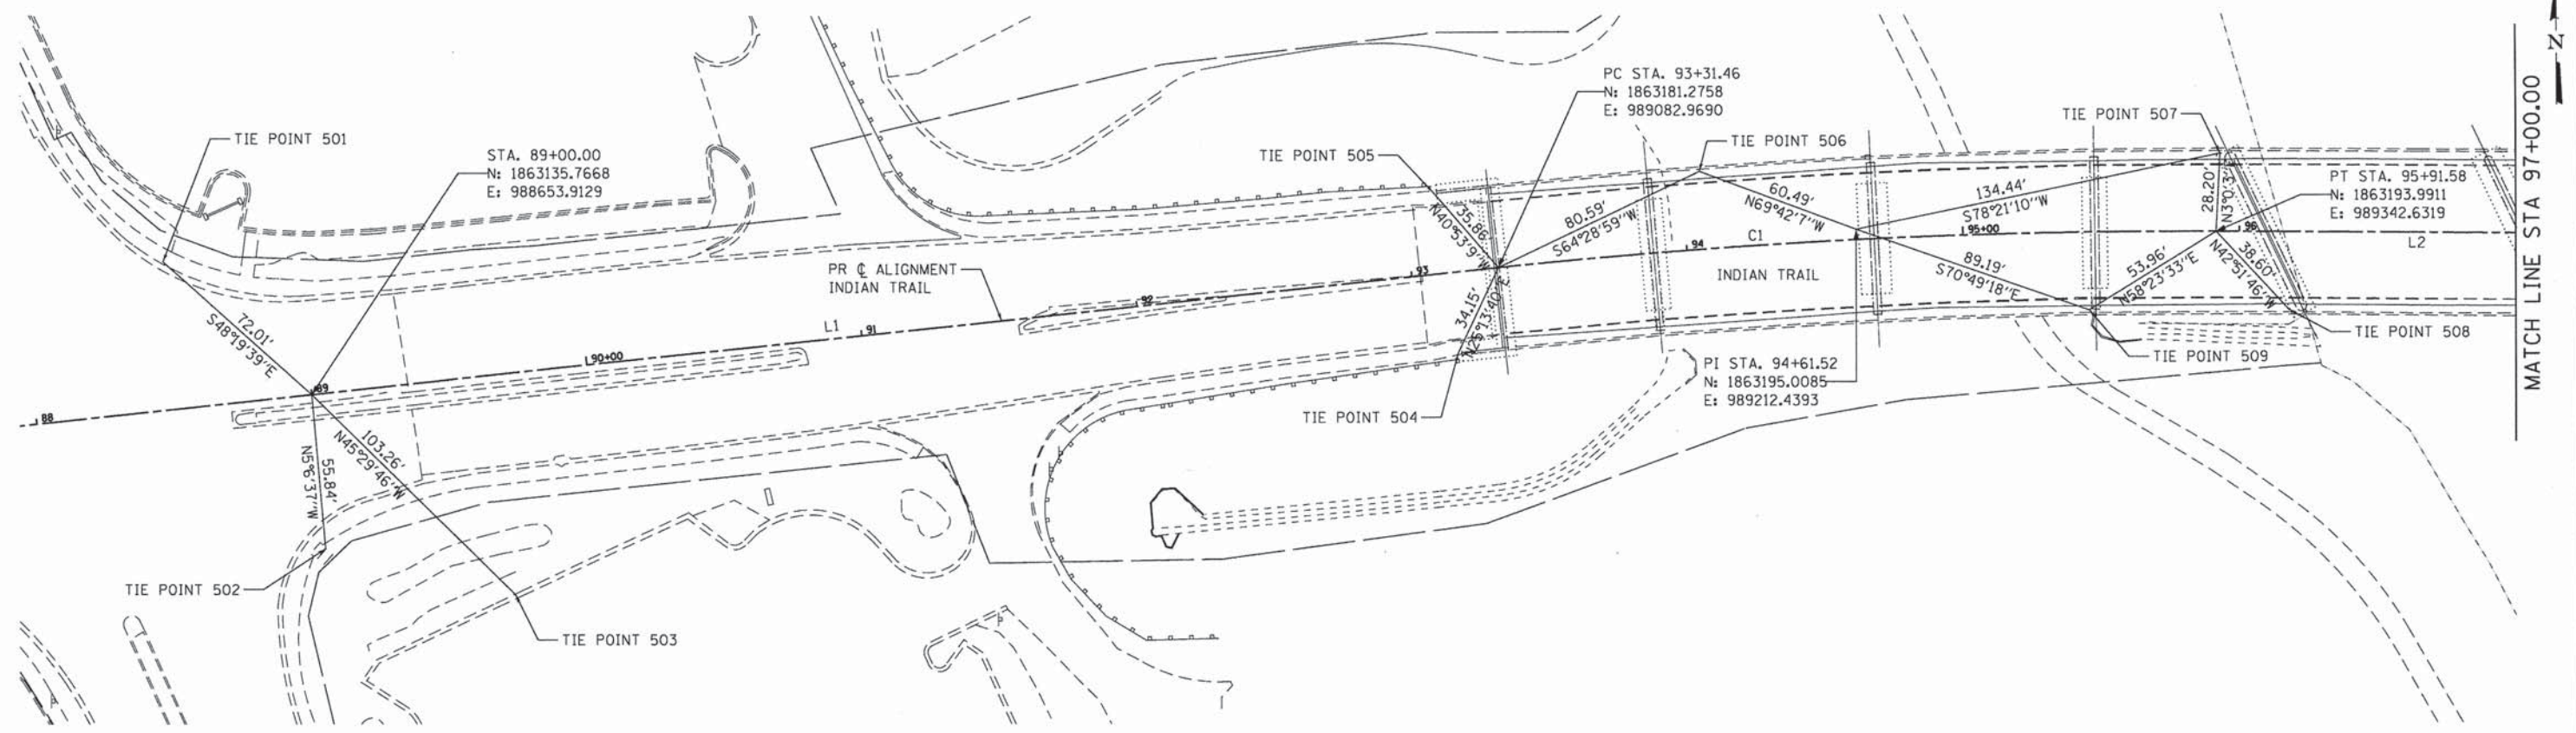 TIE POINT 501
STA. 89+00.00
N: 1863135.7668
E: 988653.9129
PC STA. 93+31.46
N: 1863181.2758
E: 989082.9690
TIE POINT 505
TIE POINT 506
TIE POINT 507
PT STA. 95+91.58
N: 1863193.9911
E: 989342.6319
N
MATCH LINE STA 97+00.00
PR ℄ ALIGNMENT
INDIAN TRAIL
72.01'
S48°19'39"E
55.84'
N5°6'37"W
103.26'
N45°29'46"W
35.86'
N40°53'9"W
34.15'
N25°13'40"E
80.59'
S64°28'59"W
60.49'
N69°42'7"W
134.44'
S78°21'10"W
89.19'
S70°49'18"E
53.96'
N58°23'33"E
28.20'
38.60'
N42°51'46"W
88
89
90+00
L1
91
92
93
94
C1
95+00
96
L2
INDIAN TRAIL
PI STA. 94+61.52
N: 1863195.0085
E: 989212.4393
TIE POINT 508
TIE POINT 509
TIE POINT 504
TIE POINT 502
TIE POINT 503